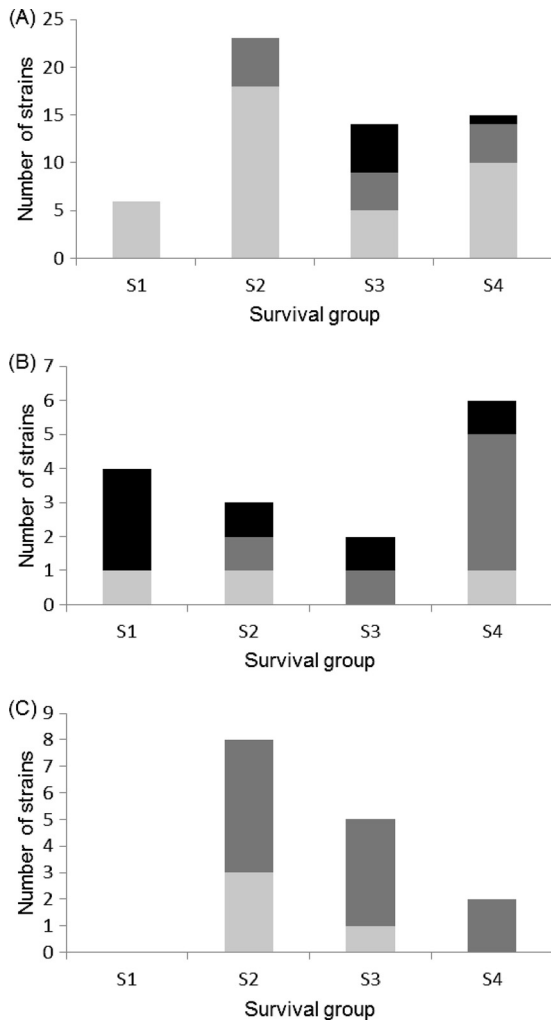 (A)
Number of strains
25
20
15
10
5
0
S1 S2 S3 S4
Survival group
(B)
Number of strains
7
6
5
4
3
2
1
0
S1 S2 S3 S4
Survival group
(C)
Number of strains
9
8
7
6
5
4
3
2
1
0
S1 S2 S3 S4
Survival group